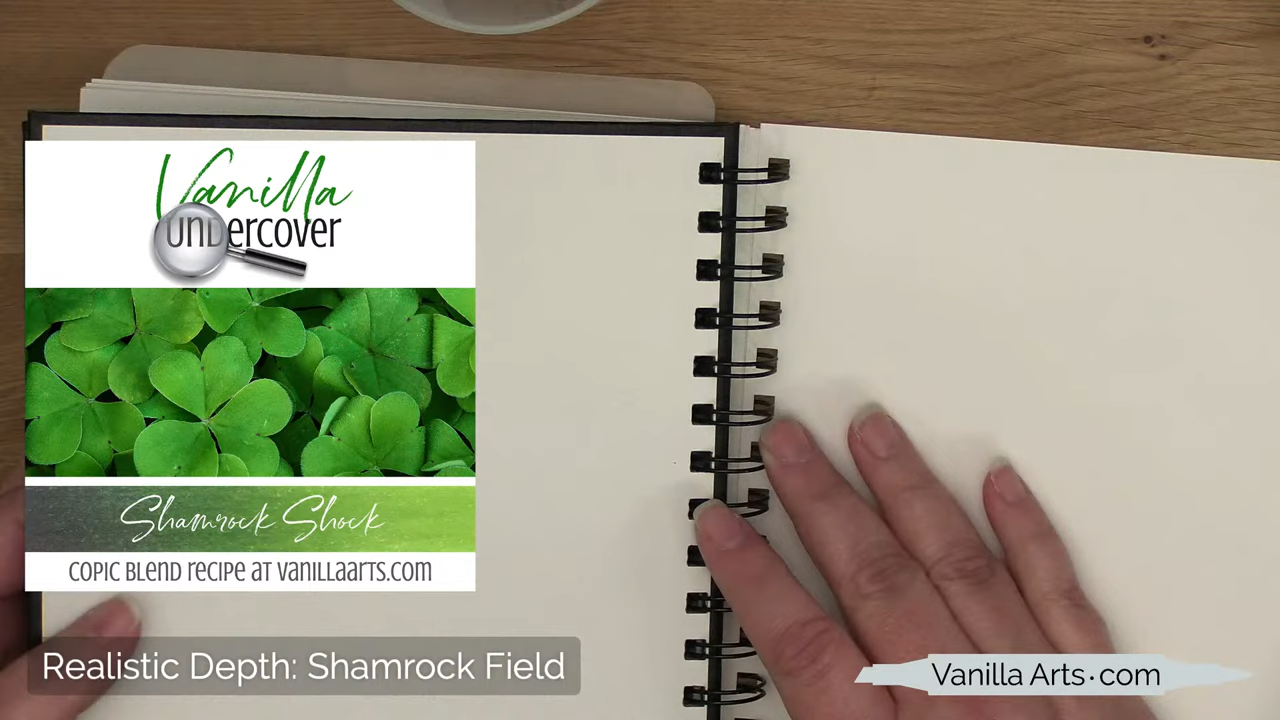 Vanilla
UNDercover
Shamrock Shock
COPIC BLEND recipe AT VANILLAARTS.COM
Realistic Depth: Shamrock Field
Vanilla Arts•com